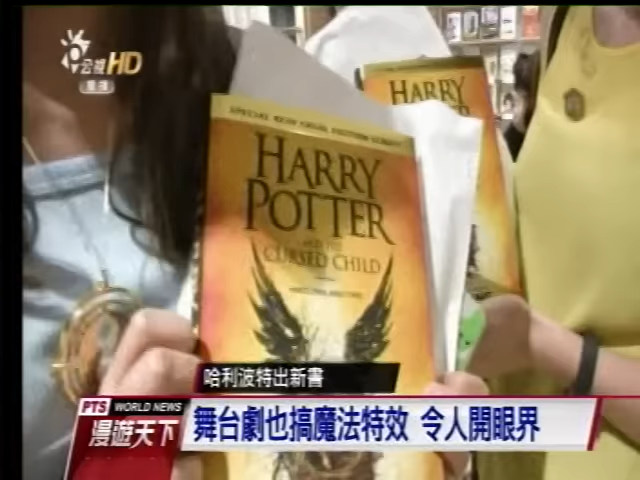 公視HD
重播
SPECIAL REHEARSAL EDITION SCRIPT
HARRY
POTTER
AND THE
CURSED CHILD
HARRY
哈利波特出新書
PTS WORLD NEWS
漫遊天下
舞台劇也搞魔法特效 令人開眼界